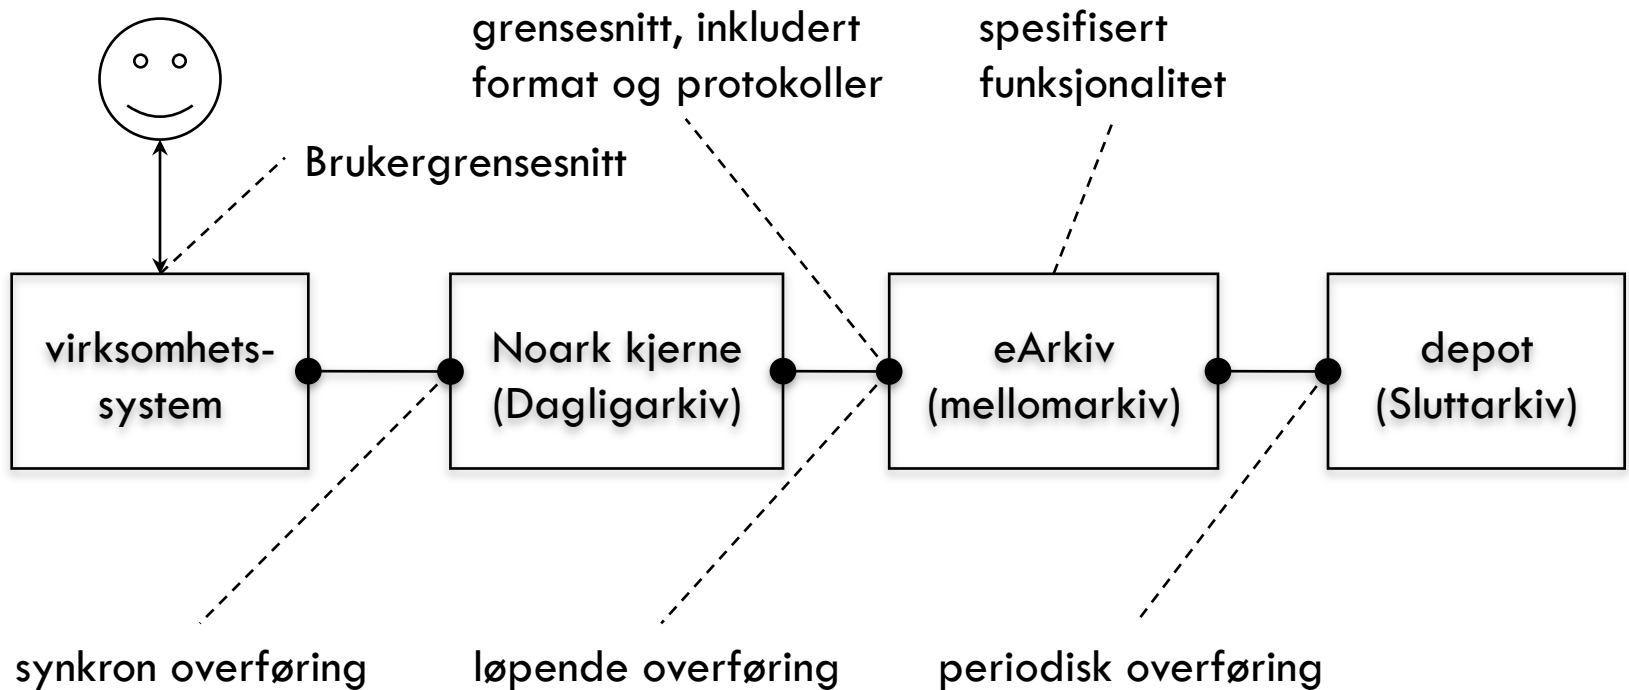 grensesnitt, inkludert
format og protokoller
spesifisert
funksjonalitet
Brukergrensesnitt
virksomhets-
system
Noark kjerne
(Dagligarkiv)
eArkiv
(mellomarkiv)
depot
(Sluttarkiv)
synkron overføring
løpende overføring
periodisk overføring